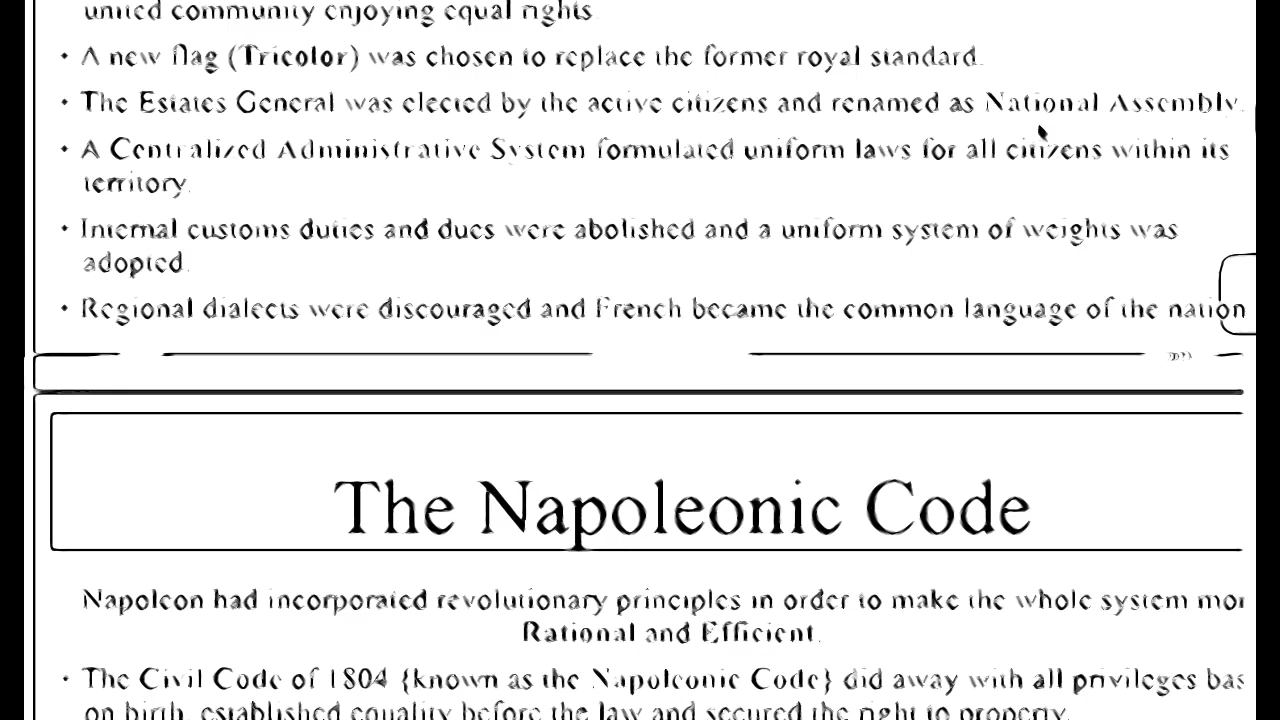 united community enjoying equal rights.
• A new flag (Tricolor) was chosen to replace the former royal standard.
• The Estates General was elected by the active citizens and renamed as National Assembly.
• A Centralized Administrative System formulated uniform laws for all citizens within its
territory.
• Internal customs duties and dues were abolished and a uniform system of weights was
adopted.
• Regional dialects were discouraged and French became the common language of the nation
The Napoleonic Code
Napoleon had incorporated revolutionary principles in order to make the whole system mor
Rational and Efficient.
• The Civil Code of 1804 {known as the Napoleonic Code} did away with all privileges bas
on birth, established equality before the law and secured the right to property.